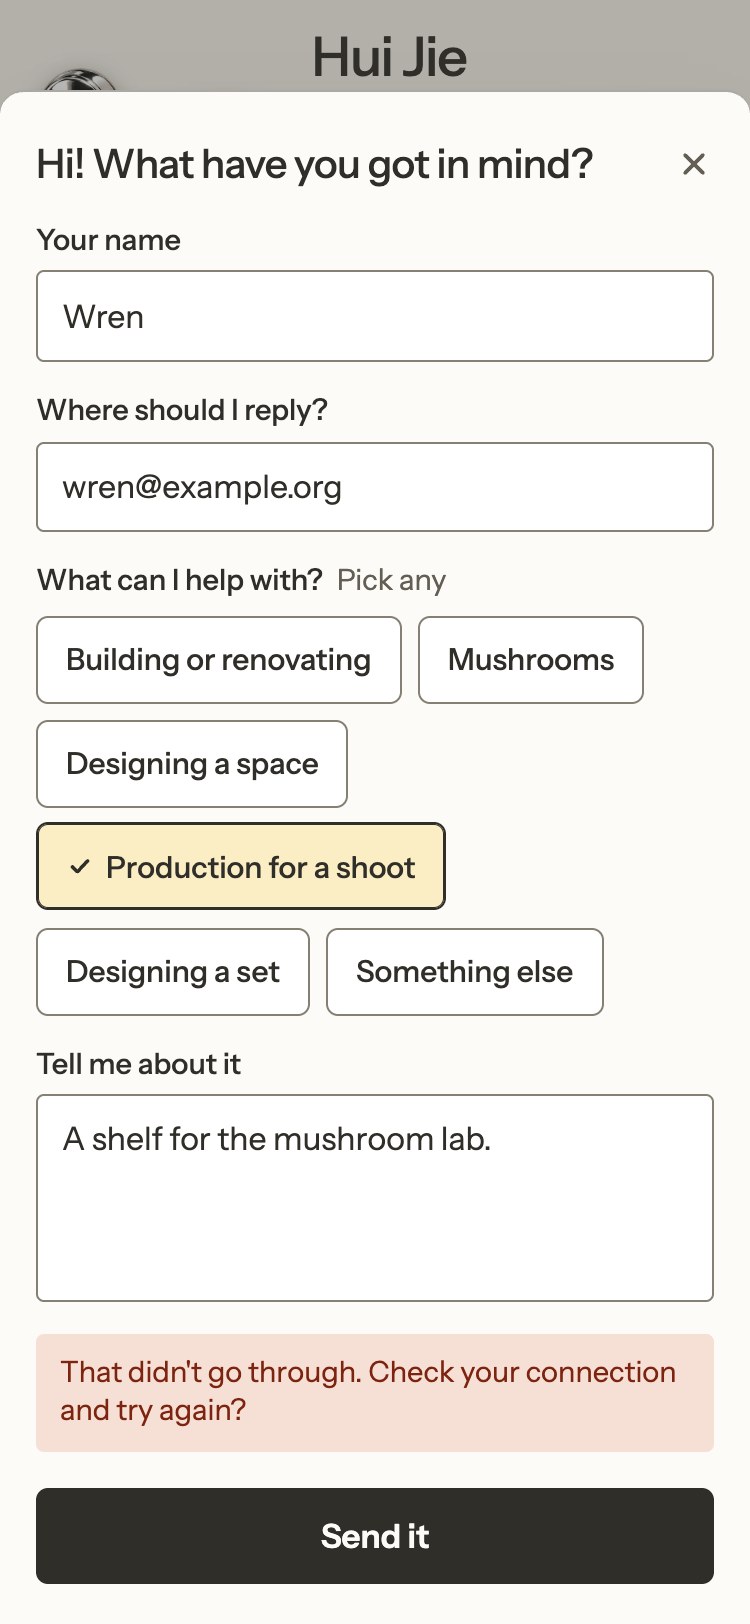 Hui Jie
Hi! What have you got in mind?
Your name
Wren
Where should I reply?
wren@example.org
What can I help with? Pick any
Building or renovating
Mushrooms
Designing a space
Production for a shoot
Designing a set
Something else
Tell me about it
A shelf for the mushroom lab.
That didn't go through. Check your connection
and try again?
Send it